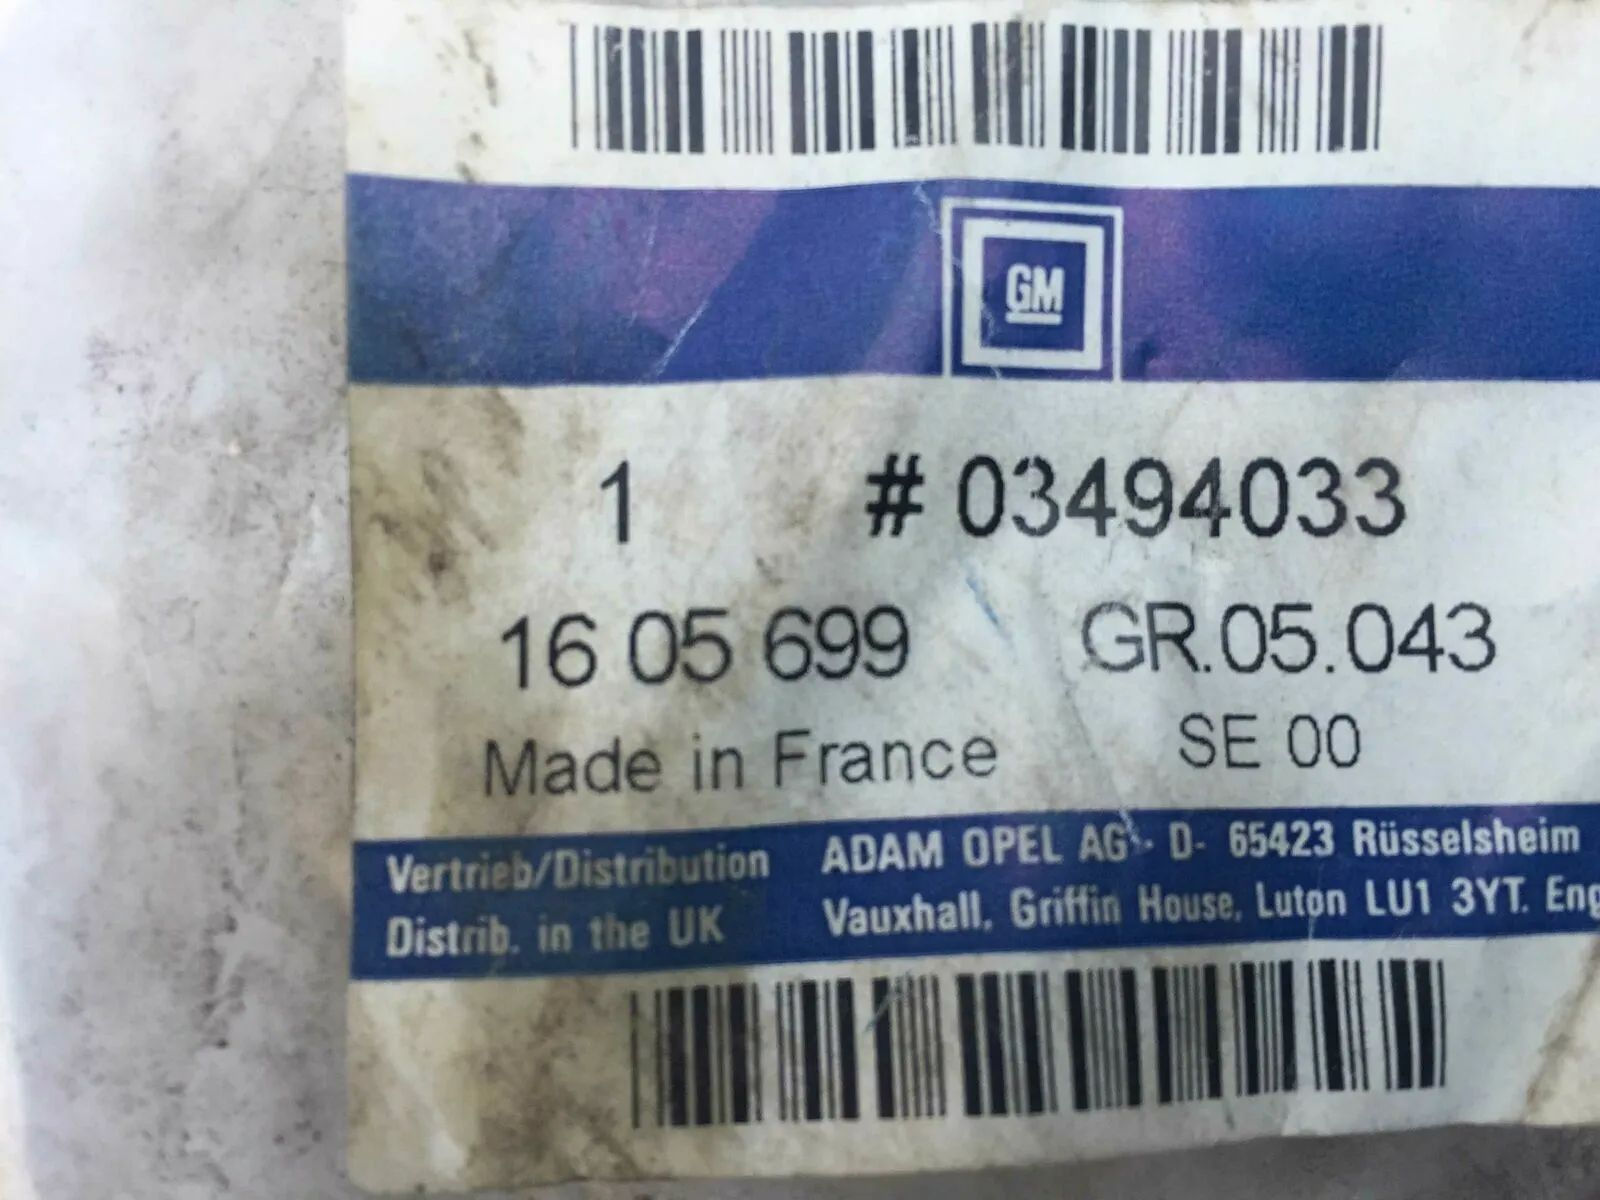 GM
1 # 03494033
16 05 699 GR.05.043
Made in France SE 00
Vertrieb/Distribution ADAM OPEL AG - D- 65423 Rüsselsheim
Distrib. in the UK Vauxhall, Griffin House, Luton LU1 3YT. Eng